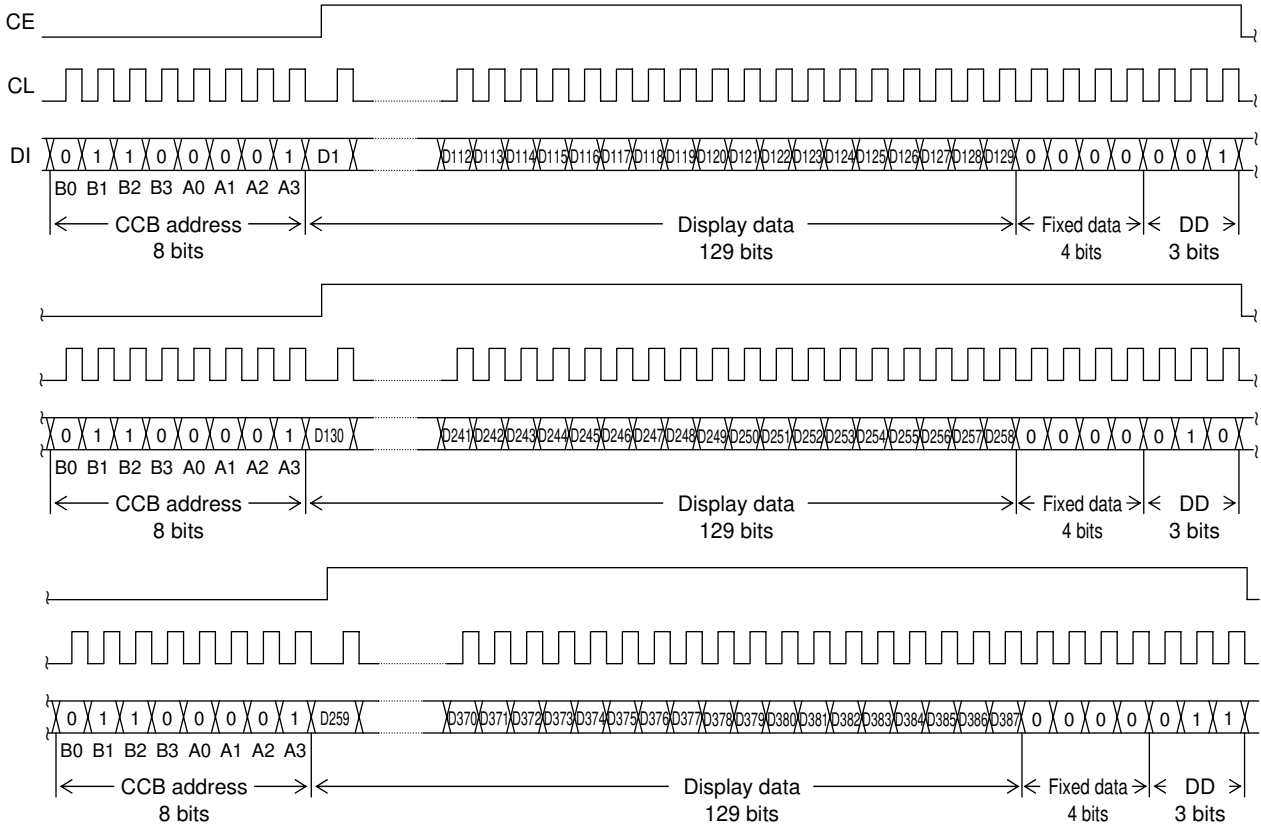 CE
CL
DI 0 1 1 0 0 0 0 1 D1 D112 D113 D114 D115 D116 D117 D118 D119 D120 D121 D122 D123 D124 D125 D126 D127 D128 D129 0 0 0 0 0 0 1
B0 B1 B2 B3 A0 A1 A2 A3
CCB address Display data Fixed data DD
8 bits 129 bits 4 bits 3 bits
0 1 1 0 0 0 0 1 D130 D241 D242 D243 D244 D245 D246 D247 D248 D249 D250 D251 D252 D253 D254 D255 D256 D257 D258 0 0 0 0 0 1 0
B0 B1 B2 B3 A0 A1 A2 A3
CCB address Display data Fixed data DD
8 bits 129 bits 4 bits 3 bits
0 1 1 0 0 0 0 1 D259 D370 D371 D372 D373 D374 D375 D376 D377 D378 D379 D380 D381 D382 D383 D384 D385 D386 D387 0 0 0 0 0 1 1
B0 B1 B2 B3 A0 A1 A2 A3
CCB address Display data Fixed data DD
8 bits 129 bits 4 bits 3 bits